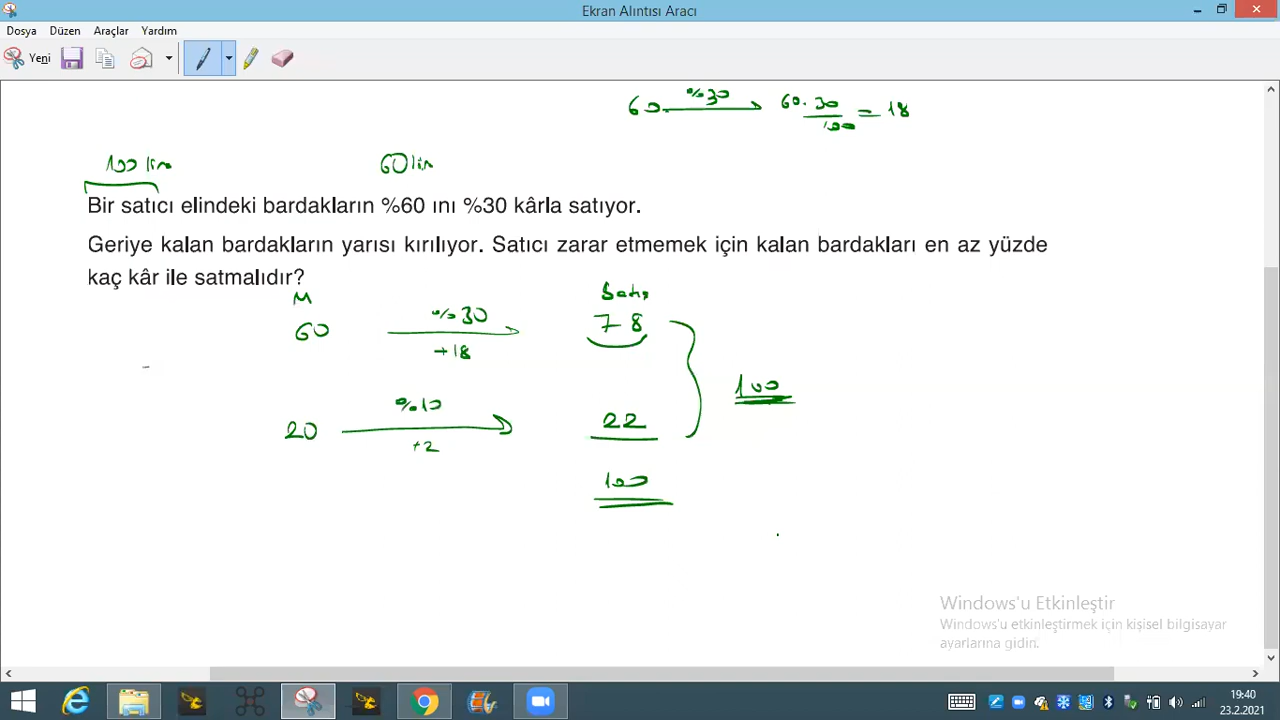 Ekran Alıntısı Aracı
Dosya Düzen Araçlar Yardım
Yeni
60 %30 60.30/100 = 18
100 lira 60 lir
Bir satıcı elindeki bardakların %60 ını %30 kârla satıyor.
Geriye kalan bardakların yarısı kırılıyor. Satıcı zarar etmemek için kalan bardakları en az yüzde
kaç kâr ile satmalıdır?
M Satış
60 %30 +18 78
100
20 %10 +2 22
100
Windows'u Etkinleştir
Windows'u etkinleştirmek için kişisel bilgisayar
ayarlarına gidin.
19:40
23.2.2021